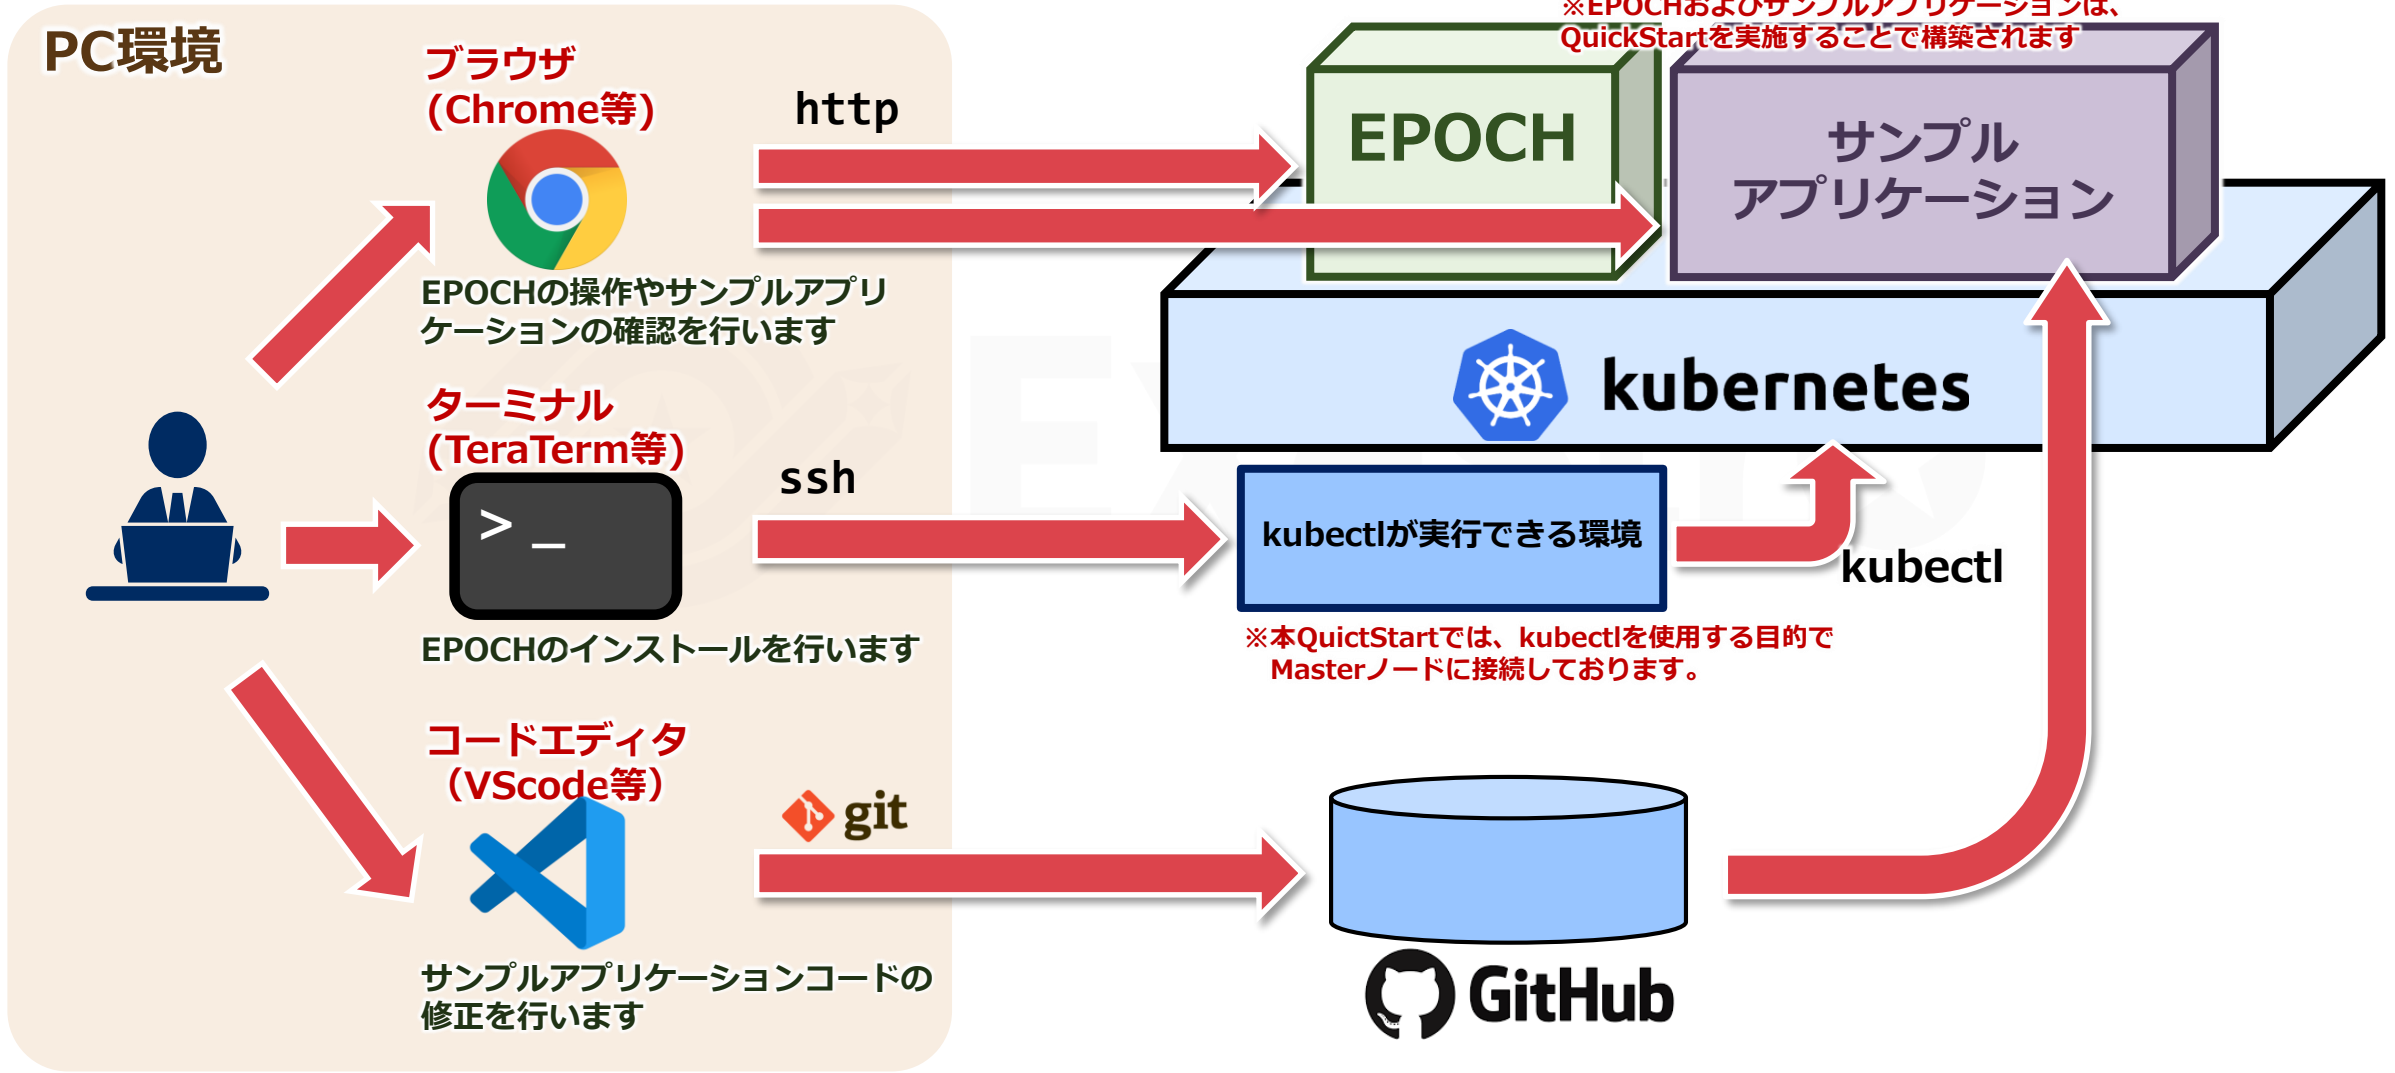 PC環境
ブラウザ
(Chrome等)
http
EPOCHの操作やサンプルアプリ
ケーションの確認を行います
ターミナル
(TeraTerm等)
>_
ssh
EPOCHのインストールを行います
コードエディタ
（VScode等）
git
サンプルアプリケーションコードの
修正を行います
※EPOCHおよびサンプルアプリケーションは、
QuickStartを実施することで構築されます
EPOCH
サンプル
アプリケーション
kubernetes
kubectlが実行できる環境
kubectl
※本QuictStartでは、kubectlを使用する目的で
Masterノードに接続しております。
GitHub